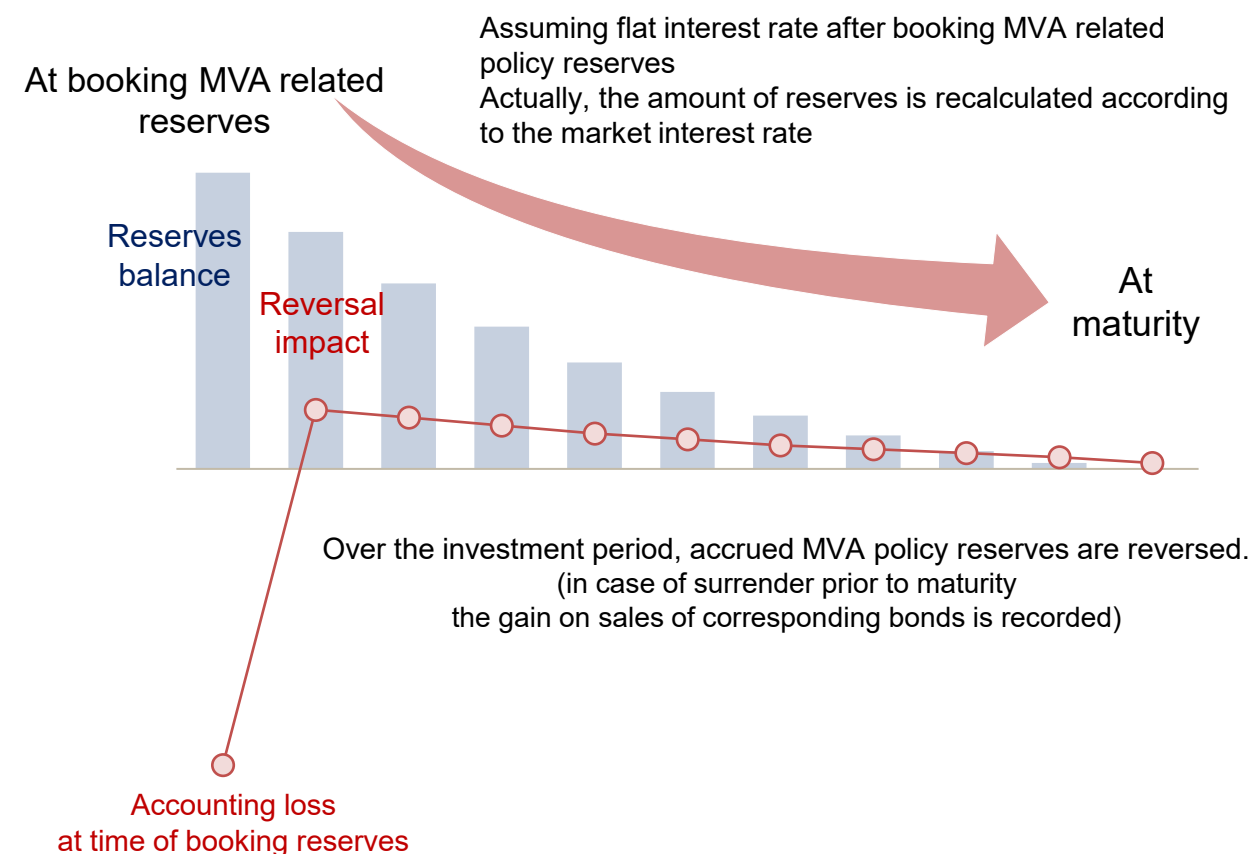 Assuming flat interest rate after booking MVA related
policy reserves
Actually, the amount of reserves is recalculated according
to the market interest rate
At booking MVA related
reserves
Reserves
balance
Reversal
impact
At
maturity
Over the investment period, accrued MVA policy reserves are reversed.
(in case of surrender prior to maturity
the gain on sales of corresponding bonds is recorded)
Accounting loss
at time of booking reserves